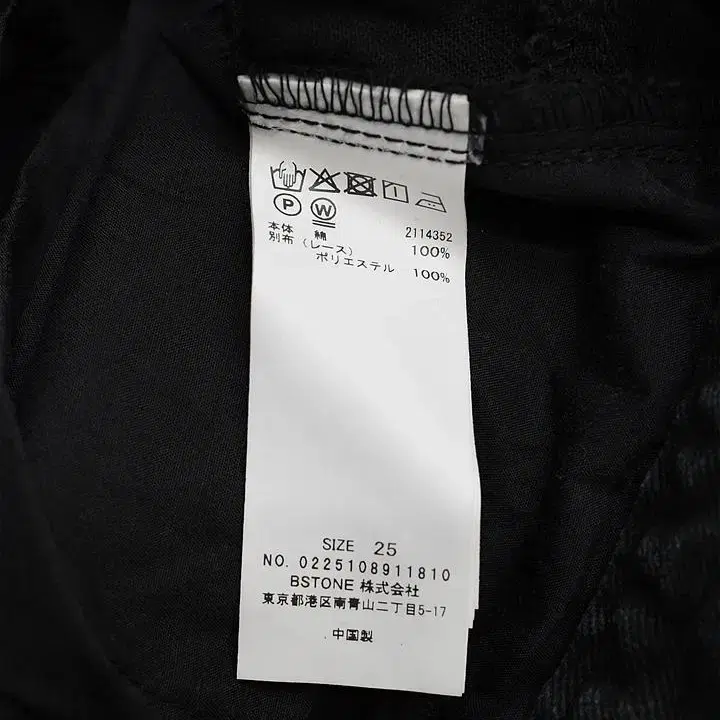 P W
2114352
本体 綿 100%
別布(レース)
ポリエステル 100%
SIZE 25
NO. 0225108911810
BSTONE 株式会社
東京都港区南青山二丁目5-17
中国製